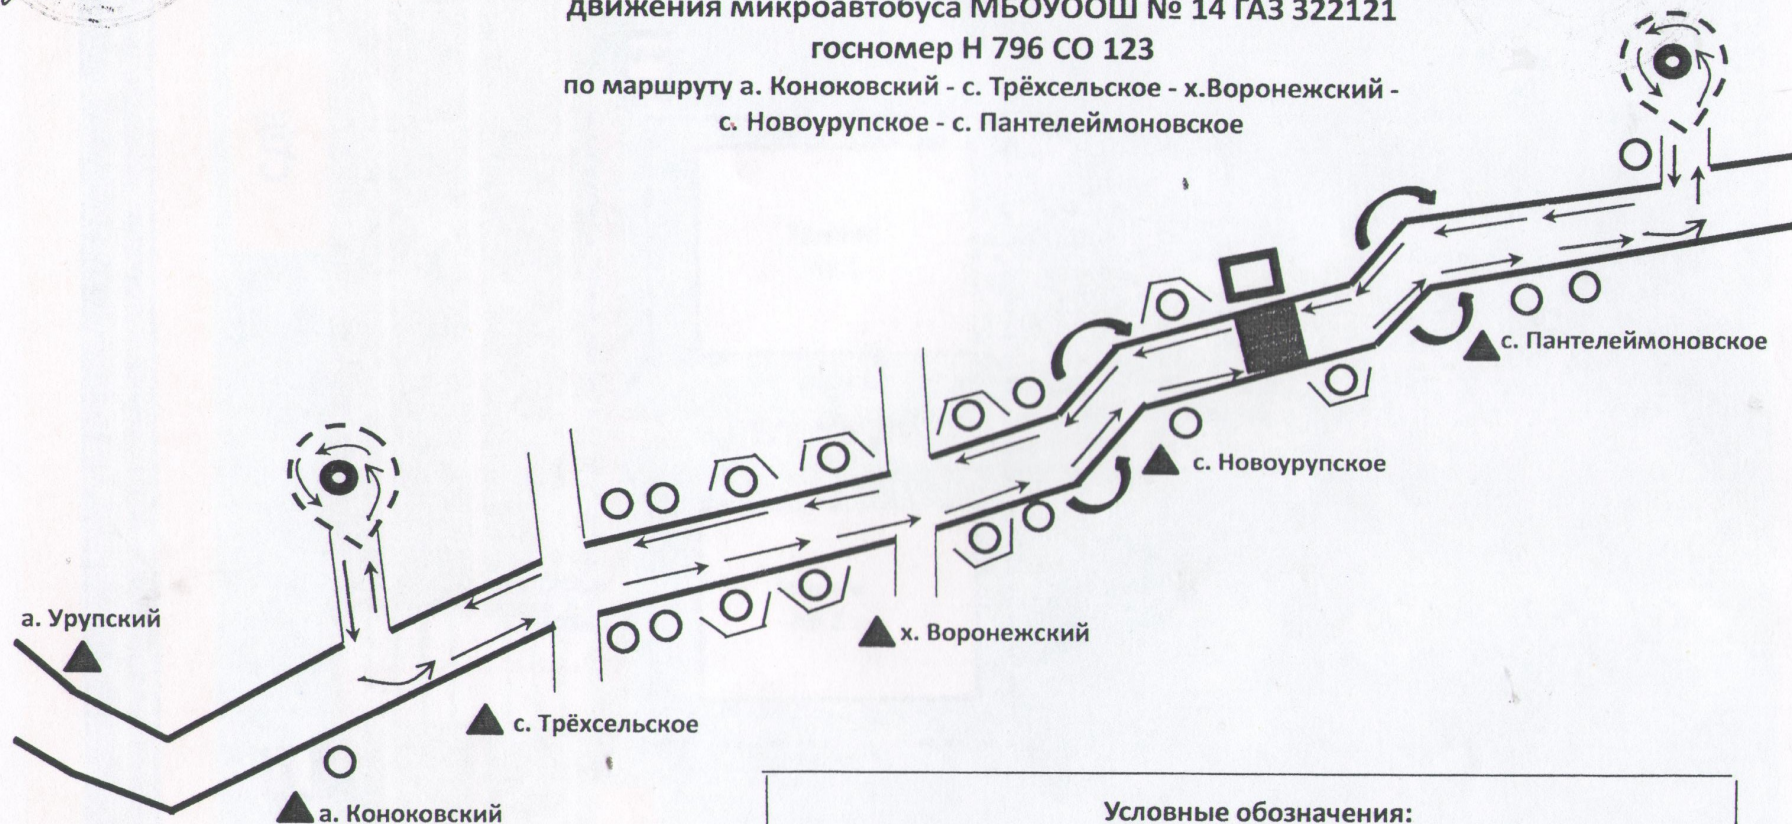 движения микроавтобуса МБОУООШ № 14 ГАЗ 322121
госномер Н 796 СО 123
по маршруту а. Коноковский - с. Трёхсельское - х.Воронежский -
с. Новоурупское - с. Пантелеймоновское
с. Пантелеймоновское
с. Новоурупское
а. Урупский
х. Воронежский
с. Трёхсельское
а. Коноковский
Условные обозначения: